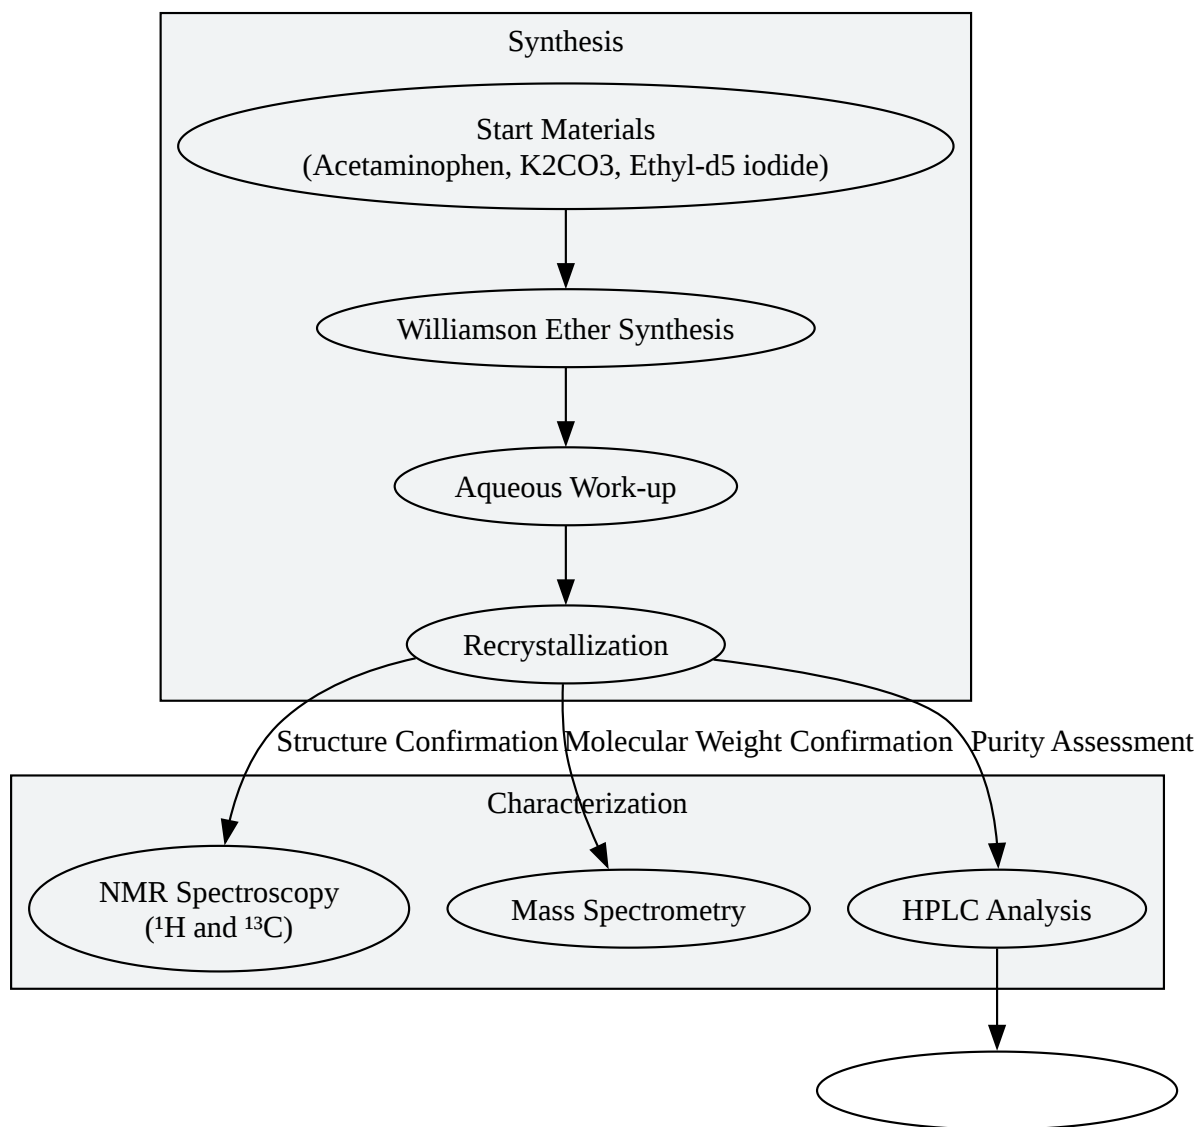 Synthesis
Start Materials
(Acetaminophen, K2CO3, Ethyl-d5 iodide)
Williamson Ether Synthesis
Aqueous Work-up
Recrystallization
Structure Confirmation
Molecular Weight Confirmation
Purity Assessment
Characterization
NMR Spectroscopy
(¹H and ¹³C)
Mass Spectrometry
HPLC Analysis